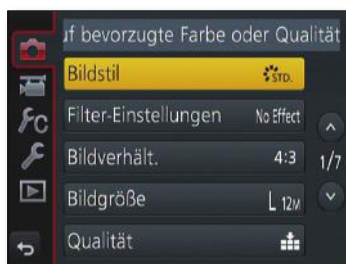 uf bevorzugte Farbe oder Qualität
Bildstil STD.
Filter-Einstellungen No Effect
Bildverhält. 4:3
1/7
Bildgröße L 12M
Qualität
FC